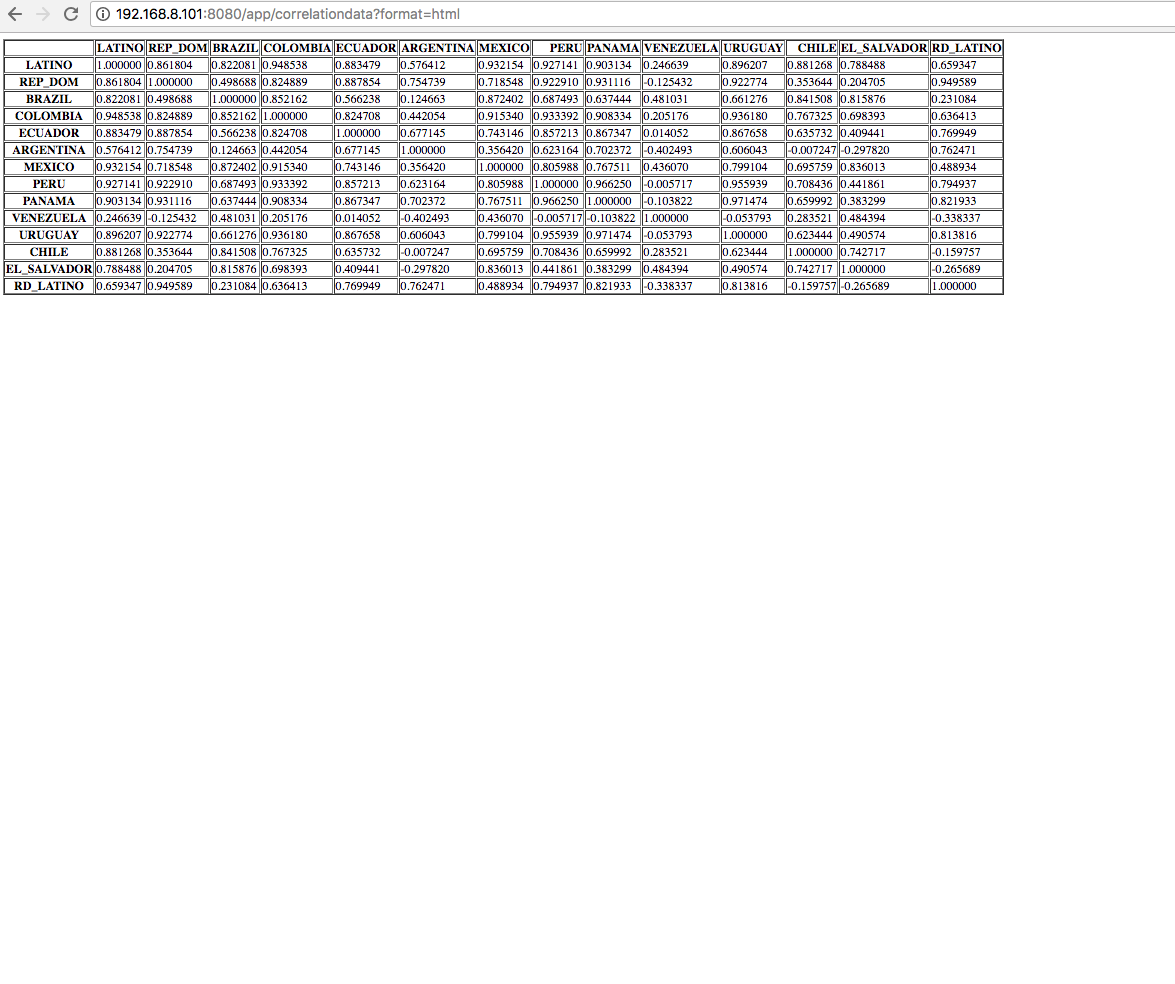 192.168.8.101:8080/app/correlationdata?format=html
LATINO REP_DOM BRAZIL COLOMBIA ECUADOR ARGENTINA MEXICO PERU PANAMA VENEZUELA URUGUAY CHILE EL_SALVADOR RD_LATINO
LATINO 1.000000 0.861804 0.822081 0.948538 0.883479 0.576412 0.932154 0.927141 0.903134 0.246639 0.896207 0.881268 0.788488 0.659347
REP_DOM 0.861804 1.000000 0.498688 0.824889 0.887854 0.754739 0.718548 0.922910 0.931116 -0.125432 0.922774 0.353644 0.204705 0.949589
BRAZIL 0.822081 0.498688 1.000000 0.852162 0.566238 0.124663 0.872402 0.687493 0.637444 0.481031 0.661276 0.841508 0.815876 0.231084
COLOMBIA 0.948538 0.824889 0.852162 1.000000 0.824708 0.442054 0.915340 0.933392 0.908334 0.205176 0.936180 0.767325 0.698393 0.636413
ECUADOR 0.883479 0.887854 0.566238 0.824708 1.000000 0.677145 0.743146 0.857213 0.867347 0.014052 0.867658 0.635732 0.409441 0.769949
ARGENTINA 0.576412 0.754739 0.124663 0.442054 0.677145 1.000000 0.356420 0.623164 0.702372 -0.402493 0.606043 -0.007247 -0.297820 0.762471
MEXICO 0.932154 0.718548 0.872402 0.915340 0.743146 0.356420 1.000000 0.805988 0.767511 0.436070 0.799104 0.695759 0.836013 0.488934
PERU 0.927141 0.922910 0.687493 0.933392 0.857213 0.623164 0.805988 1.000000 0.966250 -0.005717 0.955939 0.708436 0.441861 0.794937
PANAMA 0.903134 0.931116 0.637444 0.908334 0.867347 0.702372 0.767511 0.966250 1.000000 -0.103822 0.971474 0.659992 0.383299 0.821933
VENEZUELA 0.246639 -0.125432 0.481031 0.205176 0.014052 -0.402493 0.436070 -0.005717 -0.103822 1.000000 -0.053793 0.283521 0.484394 -0.338337
URUGUAY 0.896207 0.922774 0.661276 0.936180 0.867658 0.606043 0.799104 0.955939 0.971474 -0.053793 1.000000 0.623444 0.490574 0.813816
CHILE 0.881268 0.353644 0.841508 0.767325 0.635732 -0.007247 0.695759 0.708436 0.659992 0.283521 0.623444 1.000000 0.742717 -0.159757
EL_SALVADOR 0.788488 0.204705 0.815876 0.698393 0.409441 -0.297820 0.836013 0.441861 0.383299 0.484394 0.490574 0.742717 1.000000 -0.265689
RD_LATINO 0.659347 0.949589 0.231084 0.636413 0.769949 0.762471 0.488934 0.794937 0.821933 -0.338337 0.813816 -0.159757 -0.265689 1.000000